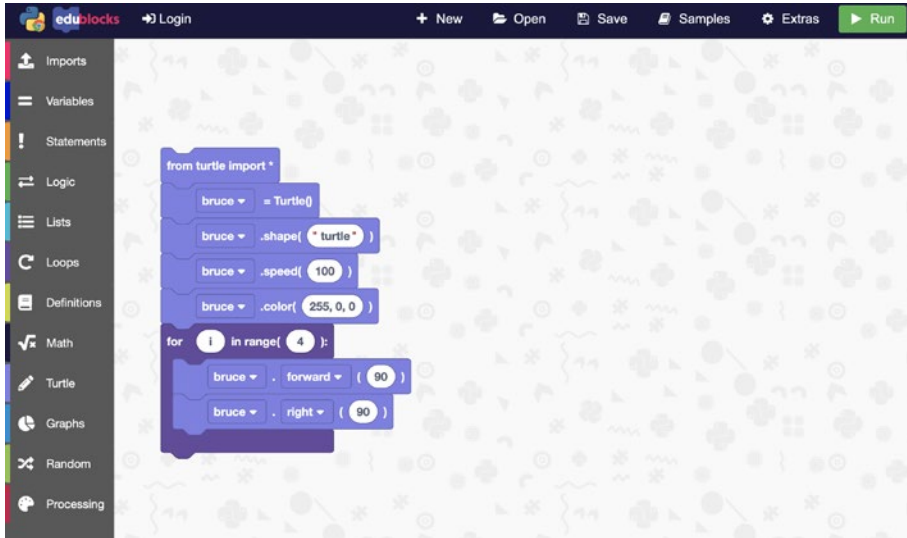 edublocks Login + New Open Save Samples Extras Run
Imports
Variables
Statements
Logic
Lists
Loops
Definitions
Math
Turtle
Graphs
Random
Processing
from turtle import *
bruce = Turtle()
bruce .shape( " turtle " )
bruce .speed( 100 )
bruce .color( 255, 0, 0 )
for i in range( 4 ):
bruce . forward ( 90 )
bruce . right ( 90 )